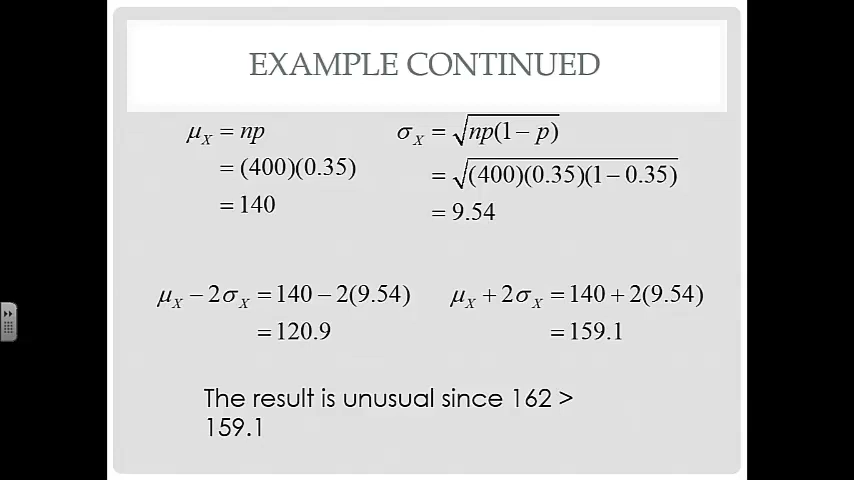 EXAMPLE CONTINUED
μ_X = np
= (400)(0.35)
= 140
σ_X = √np(1 − p)
= √(400)(0.35)(1 − 0.35)
= 9.54
μ_X − 2σ_X = 140 − 2(9.54)
= 120.9
μ_X + 2σ_X = 140 + 2(9.54)
= 159.1
The result is unusual since 162 >
159.1